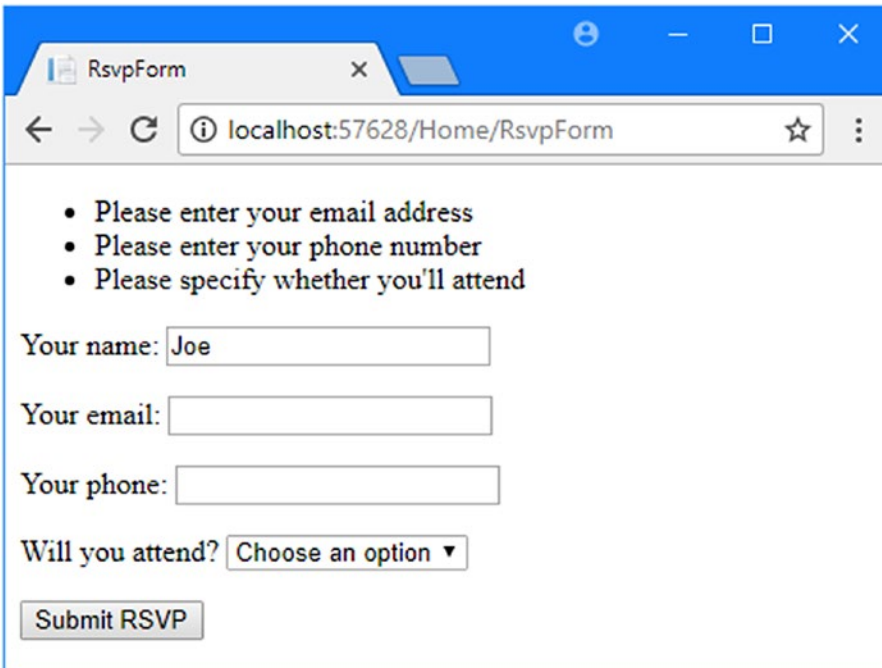 RsvpForm
localhost:57628/Home/RsvpForm
• Please enter your email address
• Please enter your phone number
• Please specify whether you'll attend
Your name: Joe
Your email:
Your phone:
Will you attend? Choose an option
Submit RSVP